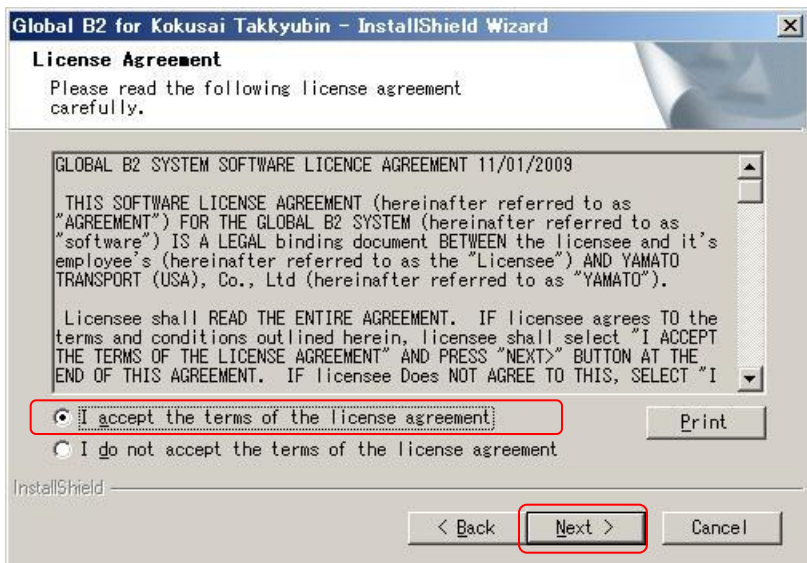 Global B2 for Kokusai Takkyubin - InstallShield Wizard
License Agreement
Please read the following license agreement
carefully.
GLOBAL B2 SYSTEM SOFTWARE LICENCE AGREEMENT 11/01/2009
THIS SOFTWARE LICENSE AGREEMENT (hereinafter referred to as
"AGREEMENT") FOR THE GLOBAL B2 SYSTEM (hereinafter referred to as
"software") IS A LEGAL binding document BETWEEN the licensee and it's
employee's (hereinafter referred to as the "Licensee") AND YAMATO
TRANSPORT (USA), Co., Ltd (hereinafter referred to as "YAMATO").
Licensee shall READ THE ENTIRE AGREEMENT.  IF licensee agrees TO the
terms and conditions outlined herein, licensee shall select "I ACCEPT
THE TERMS OF THE LICENSE AGREEMENT" AND PRESS "NEXT>" BUTTON AT THE
END OF THIS AGREEMENT.  IF licensee Does NOT AGREE TO THIS, SELECT "I
I accept the terms of the license agreement
Print
I do not accept the terms of the license agreement
InstallShield
< Back
Next >
Cancel